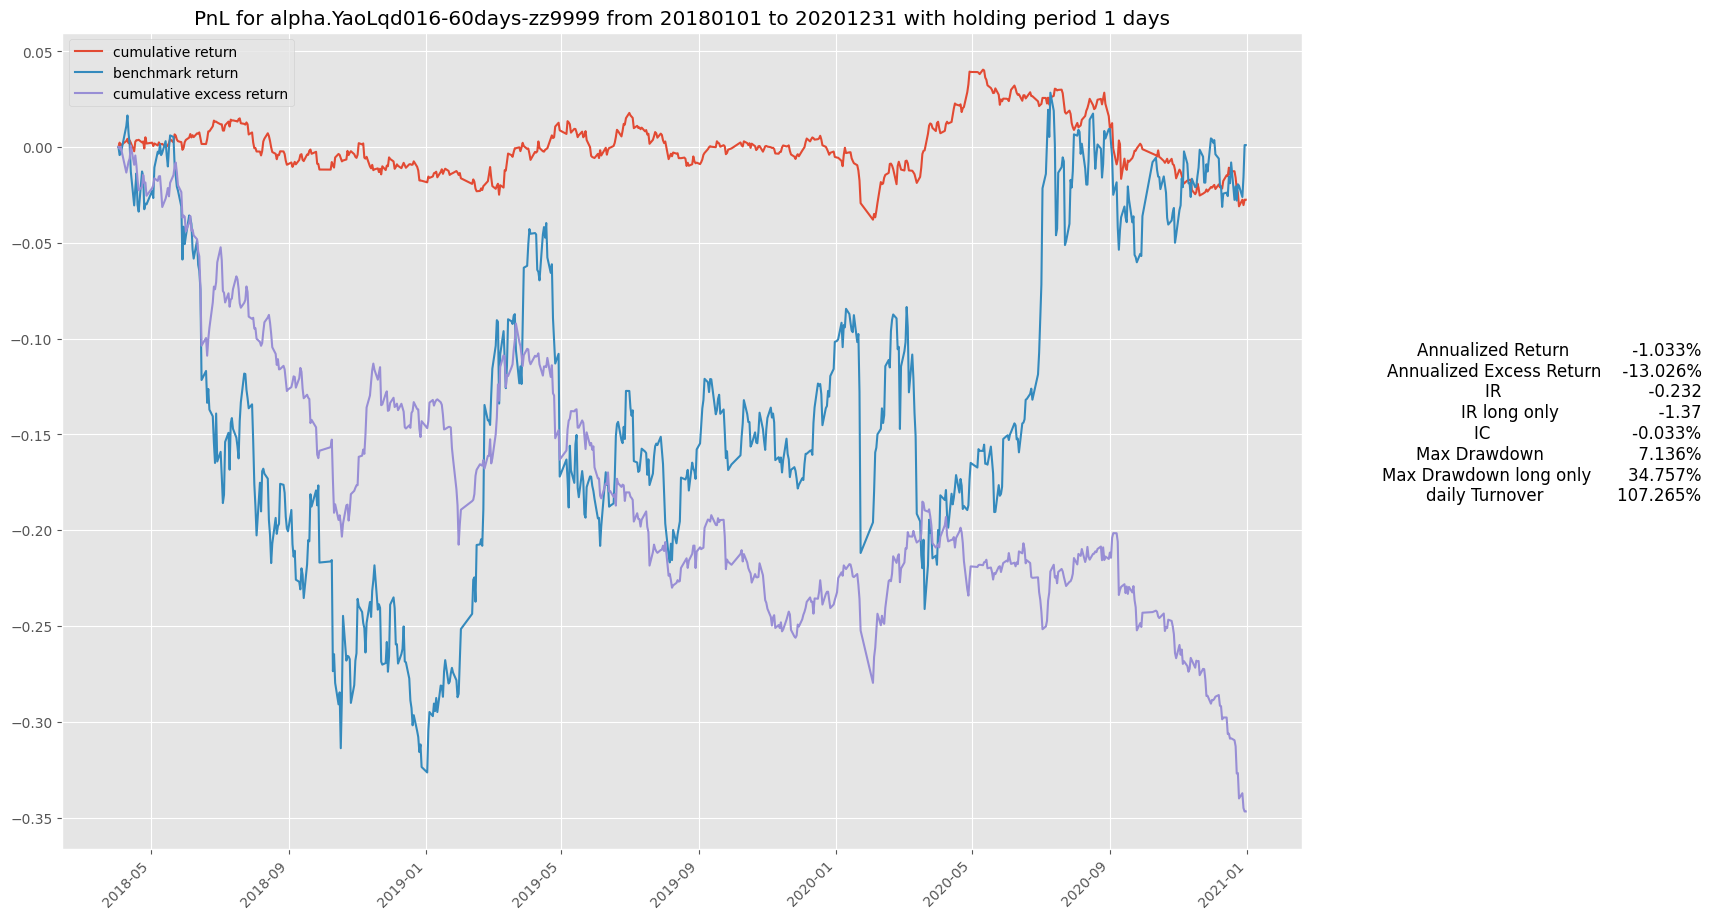 PnL for alpha.YaoLqd016-60days-zz9999 from 20180101 to 20201231 with holding period 1 days
cumulative return
benchmark return
cumulative excess return
0.05
0.00
−0.05
−0.10
−0.15
−0.20
−0.25
−0.30
−0.35
2018-05
2018-09
2019-01
2019-05
2019-09
2020-01
2020-05
2020-09
2021-01
Annualized Return -1.033%
Annualized Excess Return -13.026%
IR -0.232
IR long only -1.37
IC -0.033%
Max Drawdown 7.136%
Max Drawdown long only 34.757%
daily Turnover 107.265%